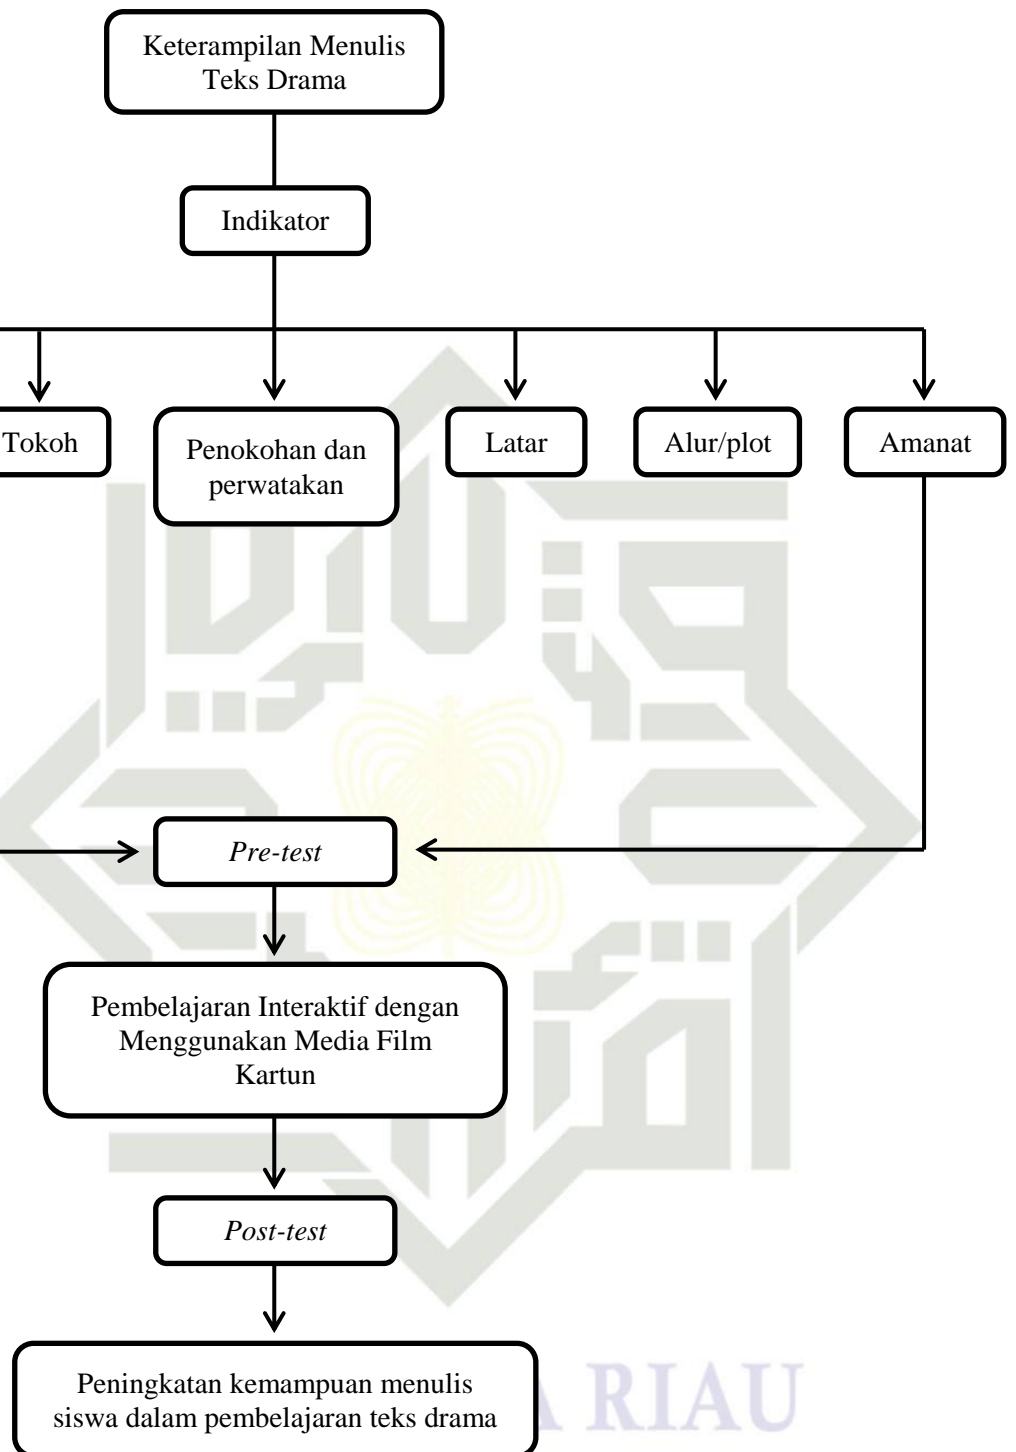 Keterampilan Menulis
Teks Drama
Indikator
Tokoh
Penokohan dan
perwatakan
Latar
Alur/plot
Amanat
Pre-test
Pembelajaran Interaktif dengan
Menggunakan Media Film
Kartun
Post-test
Peningkatan kemampuan menulis
siswa dalam pembelajaran teks drama
RIAU